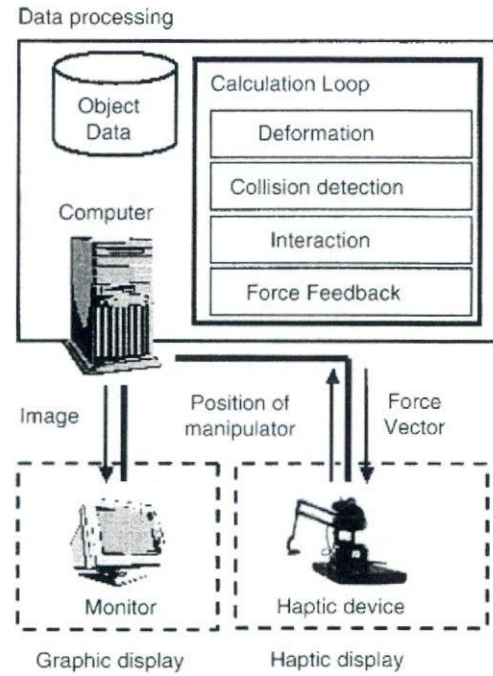 Data processing
Object
Data
Calculation Loop
Deformation
Collision detection
Interaction
Force Feedback
Computer
Image
Position of
manipulator
Force
Vector
Monitor
Haptic device
Graphic display
Haptic display